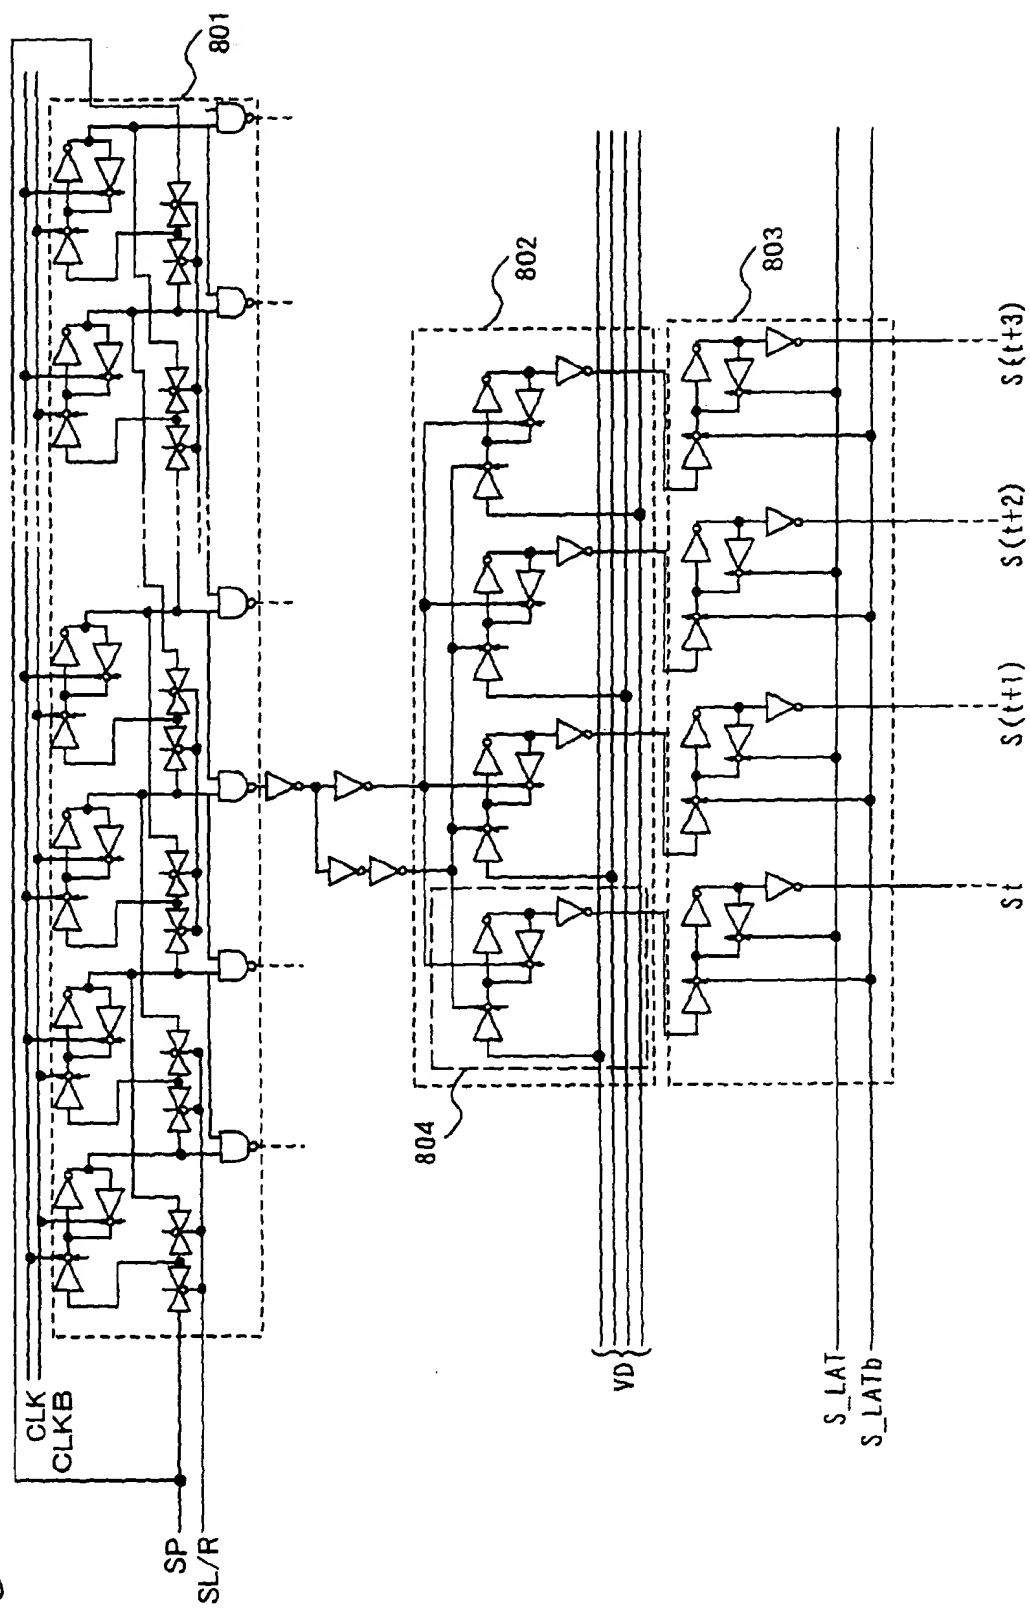 801
CLK
CLKB
SP
SL/R
802
804
VD
803
S_LAT
S_LATb
St
S(t+1)
S(t+2)
S(t+3)